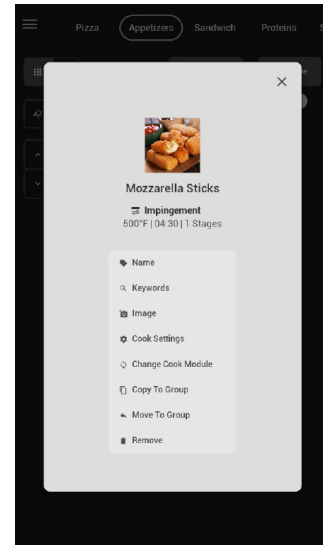 Pizza
Appetizers
Sandwich
Proteins
Mozzarella Sticks
Impingement
500°F | 04:30 | 1 Stages
Name
Keywords
Image
Cook Settings
Change Cook Module
Copy To Group
Move To Group
Remove